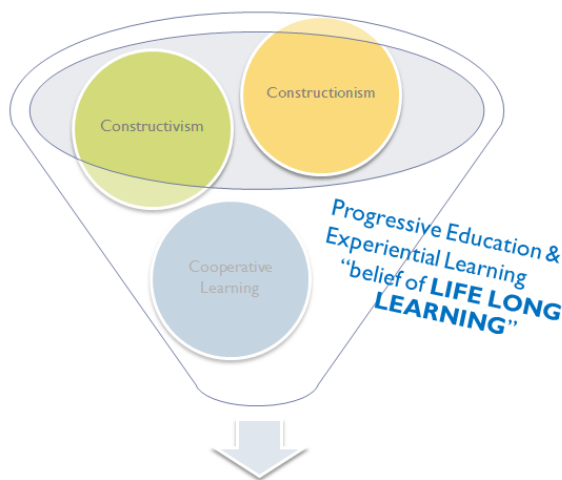 Constructionism
Constructivism
Cooperative
Learning
Progressive Education &
Experiential Learning
“belief of LIFE LONG
LEARNING”